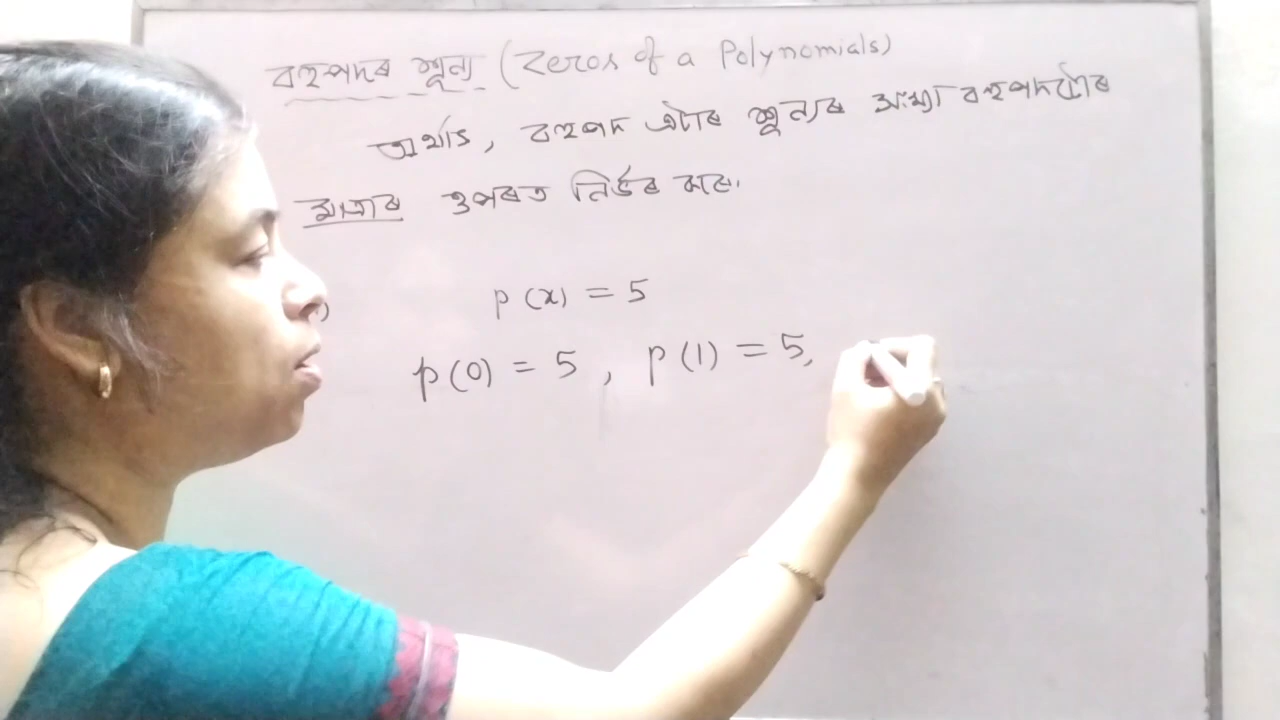 বহুপদৰ শূন্য (Zeros of a Polynomials)
অৰ্থাৎ, বহুপদ এটাৰ শূন্যৰ সংখ্যা বহুপদটোৰ
মাত্ৰাৰ ওপৰত নিৰ্ভৰ কৰে।
p(x) = 5
p(0) = 5, p(1) = 5,